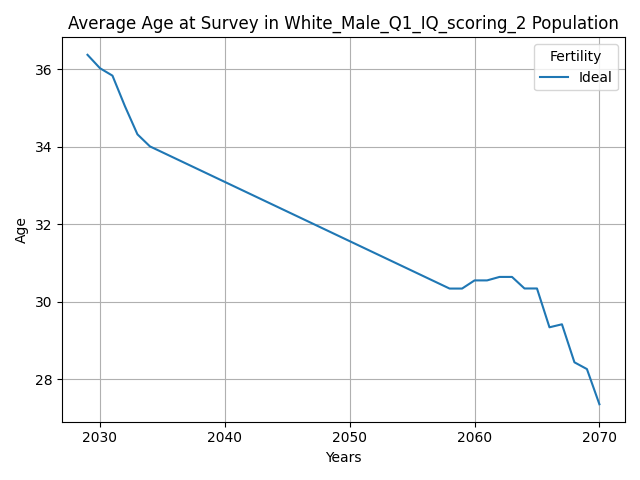 Average Age at Survey in White_Male_Q1_IQ_scoring_2 Population
Fertility
Ideal
36
34
32
30
28
Age
2030 2040 2050 2060 2070
Years